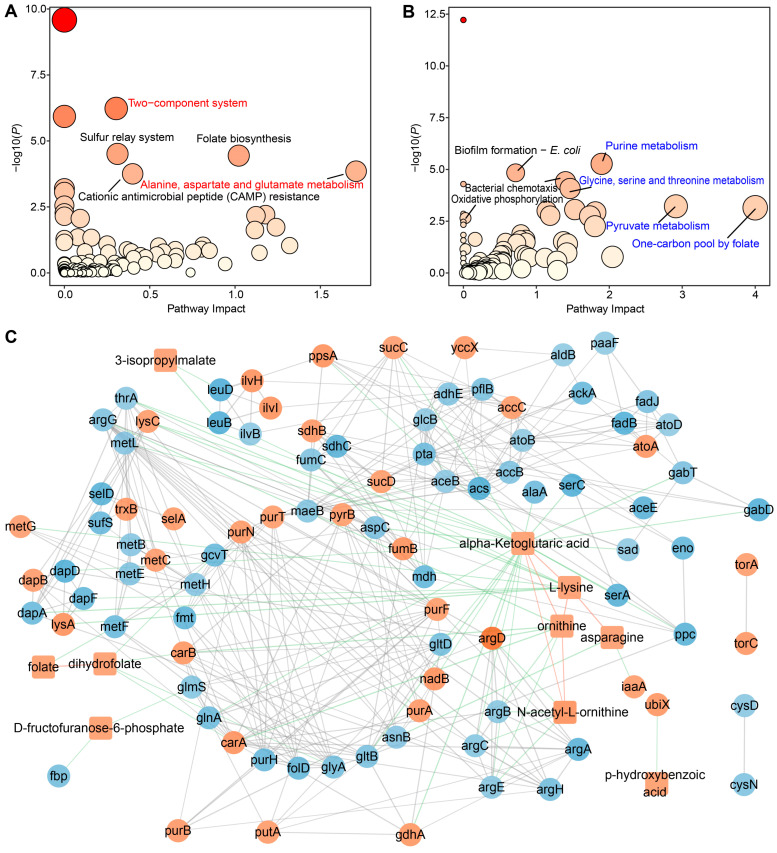 A
10.0
7.5
5.0
2.5
0.0
−log10(P)
0.0
0.5
1.0
1.5
Pathway Impact
Two−component system
Sulfur relay system
Folate biosynthesis
Alanine, aspartate and glutamate metabolism
Cationic antimicrobial peptide (CAMP) resistance
B
12.5
10.0
7.5
5.0
2.5
0.0
−log10(P)
0
1
2
3
4
Pathway Impact
Biofilm formation − E. coli
Purine metabolism
Bacterial chemotaxis
Glycine, serine and threonine metabolism
Oxidative phosphorylation
Pyruvate metabolism
One−carbon pool by folate
C
3-isopropylmalate
ppsA
sucC
yccX
aldB
paaF
thrA
leuD
ilvH
adhE
pflB
ackA
fadJ
argG
lysC
leuB
ilvI
glcB
accC
fadB
atoD
metL
ilvB
sdhB
sdhC
fumC
pta
atoB
atoA
sucD
aceB
accB
acs
serC
gabT
selD
trxB
selA
maeB
pyrB
alaA
aceE
gabD
sufS
purT
purN
aspC
metG
metB
metC
gcvT
fumB
alpha-Ketoglutaric acid
sad
eno
dapB
dapD
metE
metH
mdh
L-lysine
serA
torA
dapA
dapF
lysA
metF
fmt
purF
ornithine
asparagine
ppc
torC
carB
gltD
argD
folate
dihydrofolate
glmS
nadB
iaaA
ubiX
D-fructofuranose-6-phosphate
glnA
purA
argB
N-acetyl-L-ornithine
cysD
carA
asnB
argC
argA
fbp
purH
folD
glyA
gltB
argE
argH
p-hydroxybenzoic
acid
cysN
purB
putA
gdhA